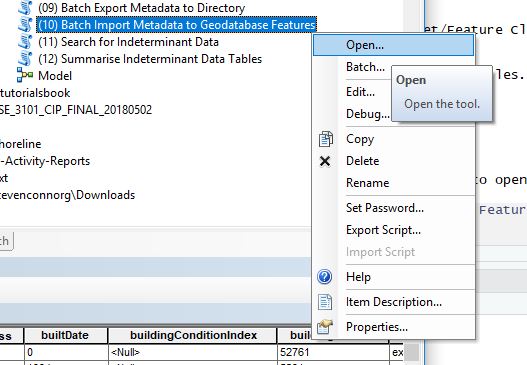 (09) Batch Export Metadata to Directory
(10) Batch Import Metadata to Geodatabase Features
(11) Search for Indeterminant Data
(12) Summarise Indeterminant Data Tables
Model
tutorialsbook
SE_3101_CIP_FINAL_20180502
horeline
-Activity-Reports
xt
tevenconnorg\Downloads
ch
Open...
Batch...
Edit...
Debug...
Copy
Delete
Rename
Set Password...
Export Script...
Import Script
Help
Item Description...
Properties...
Open
Open the tool.
et/Feature Cl
les.
to open
Featur
ss builtDate buildingConditionIndex
0 <Null> 52761 ex